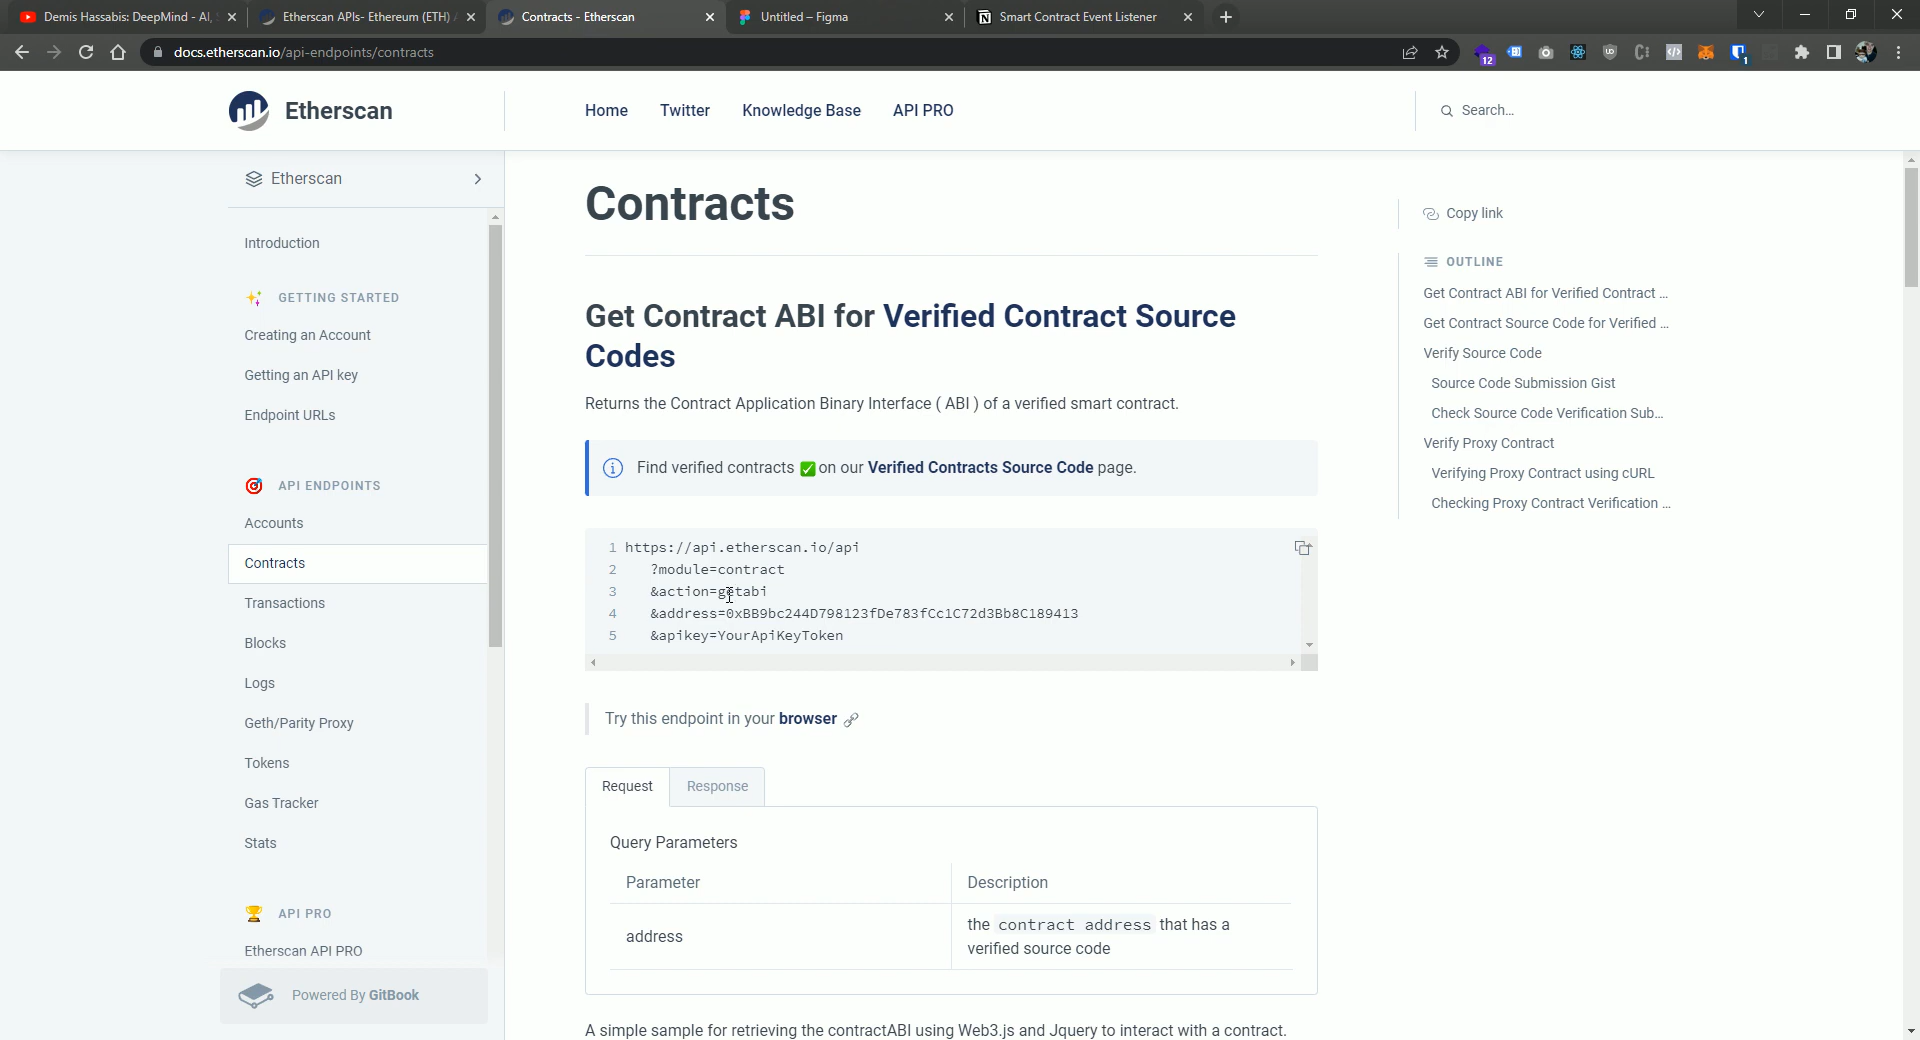 Demis Hassabis: DeepMind - AI,
Etherscan APIs- Ethereum (ETH)
Contracts - Etherscan
Untitled – Figma
Smart Contract Event Listener
docs.etherscan.io/api-endpoints/contracts
12
1
Etherscan
Home
Twitter
Knowledge Base
API PRO
Search...
Etherscan
Introduction
GETTING STARTED
Creating an Account
Getting an API key
Endpoint URLs
API ENDPOINTS
Accounts
Contracts
Transactions
Blocks
Logs
Geth/Parity Proxy
Tokens
Gas Tracker
Stats
API PRO
Etherscan API PRO
Powered By GitBook
Contracts
Get Contract ABI for Verified Contract Source
Codes
Returns the Contract Application Binary Interface ( ABI ) of a verified smart contract.
Find verified contracts ✅ on our Verified Contracts Source Code page.
1 https://api.etherscan.io/api
2 ?module=contract
3 &action=getabi
4 &address=0xBB9bc244D798123fDe783fCc1C72d3Bb8C189413
5 &apikey=YourApiKeyToken
Try this endpoint in your browser
Request
Response
Query Parameters
Parameter
Description
address
the contract address that has a
verified source code
A simple sample for retrieving the contractABI using Web3.js and Jquery to interact with a contract.
Copy link
OUTLINE
Get Contract ABI for Verified Contract ...
Get Contract Source Code for Verified ...
Verify Source Code
Source Code Submission Gist
Check Source Code Verification Sub...
Verify Proxy Contract
Verifying Proxy Contract using cURL
Checking Proxy Contract Verification ...